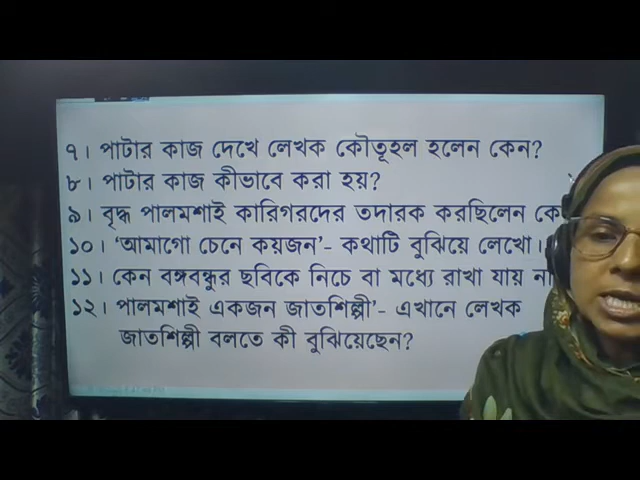 ৭। পাটার কাজ দেখে লেখক কৌতূহল হলেন কেন?
৮। পাটার কাজ কীভাবে করা হয়?
৯। বৃদ্ধ পালমশাই কারিগরদের তদারক করছিলেন কে
১০। ‘আমাগো চেনে কয়জন’- কথাটি বুঝিয়ে লেখো।
১১। কেন বঙ্গবন্ধুর ছবিকে নিচে বা মধ্যে রাখা যায় না
১২। পালমশাই একজন জাতশিল্পী’- এখানে লেখক
জাতশিল্পী বলতে কী বুঝিয়েছেন?